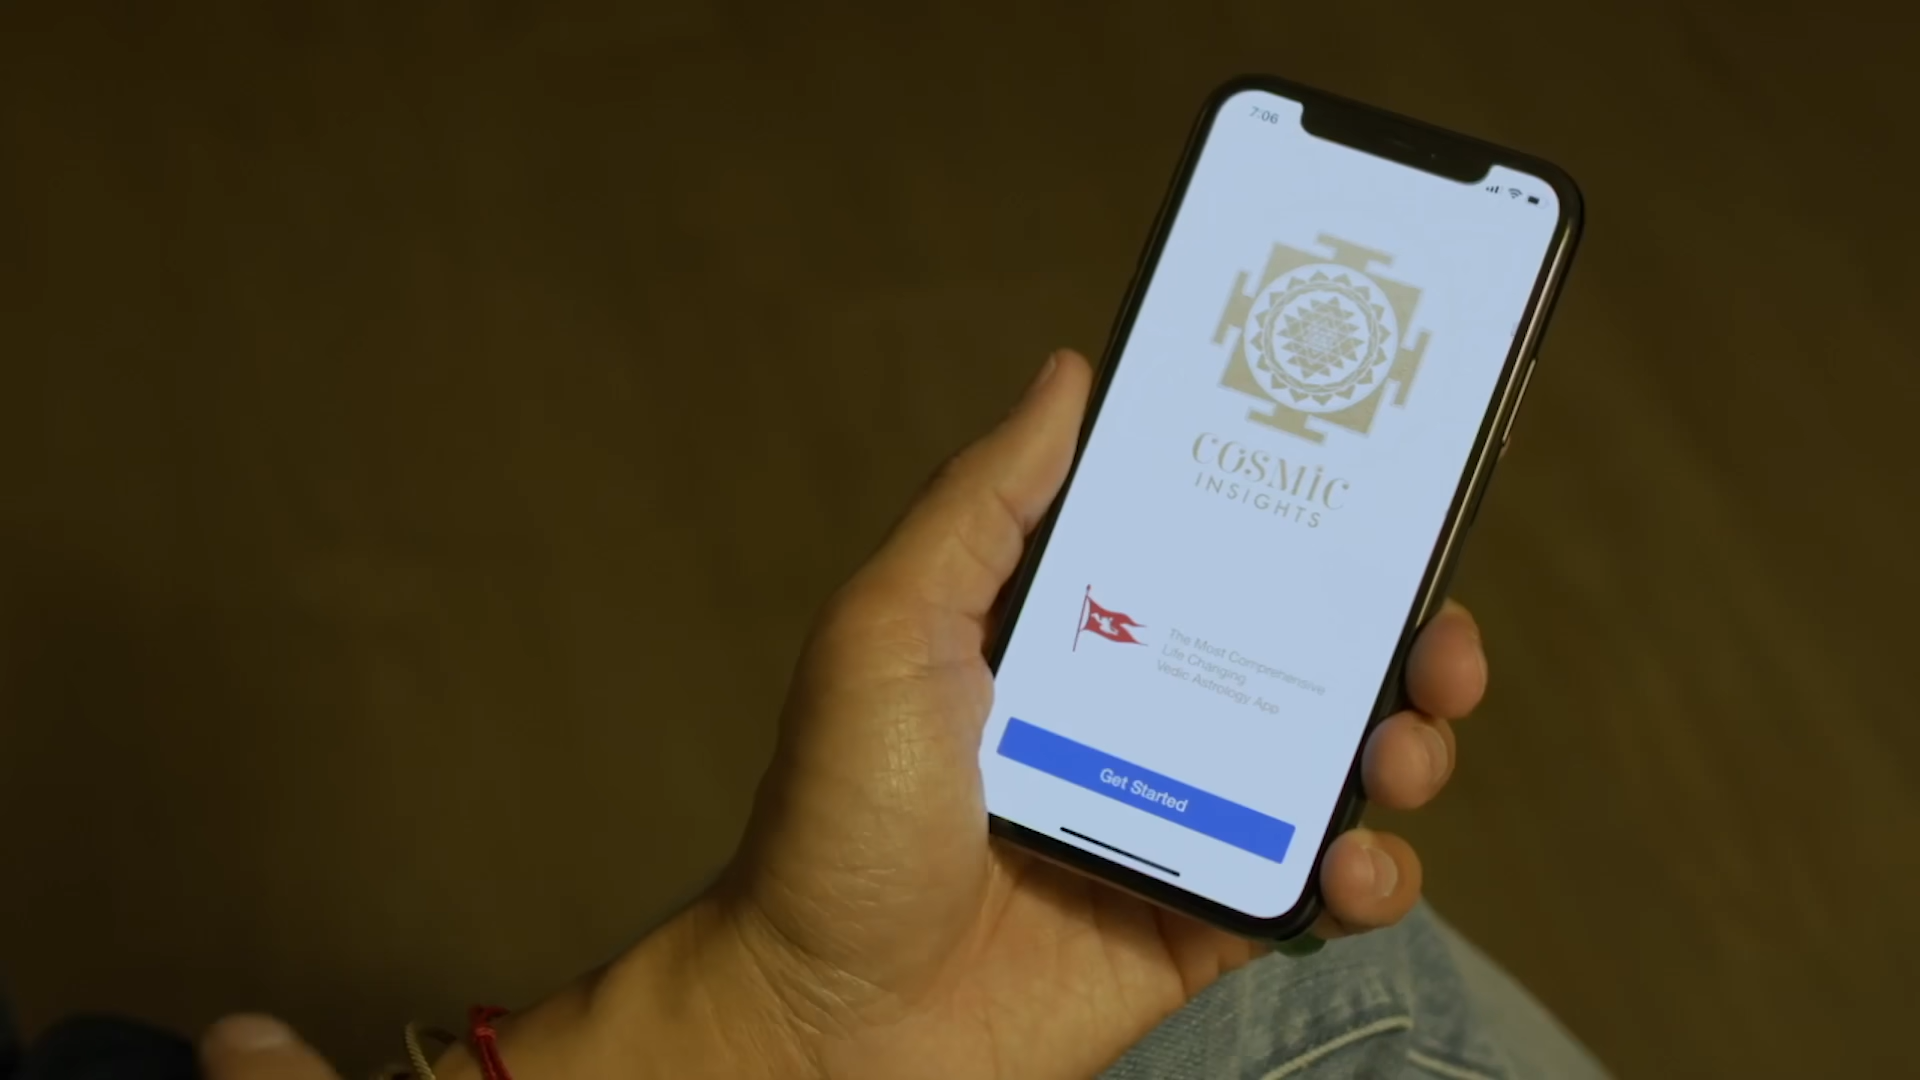 7:06
COSMIC
INSIGHTS
The Most Comprehensive
Life Changing
Vedic Astrology App
Get Started